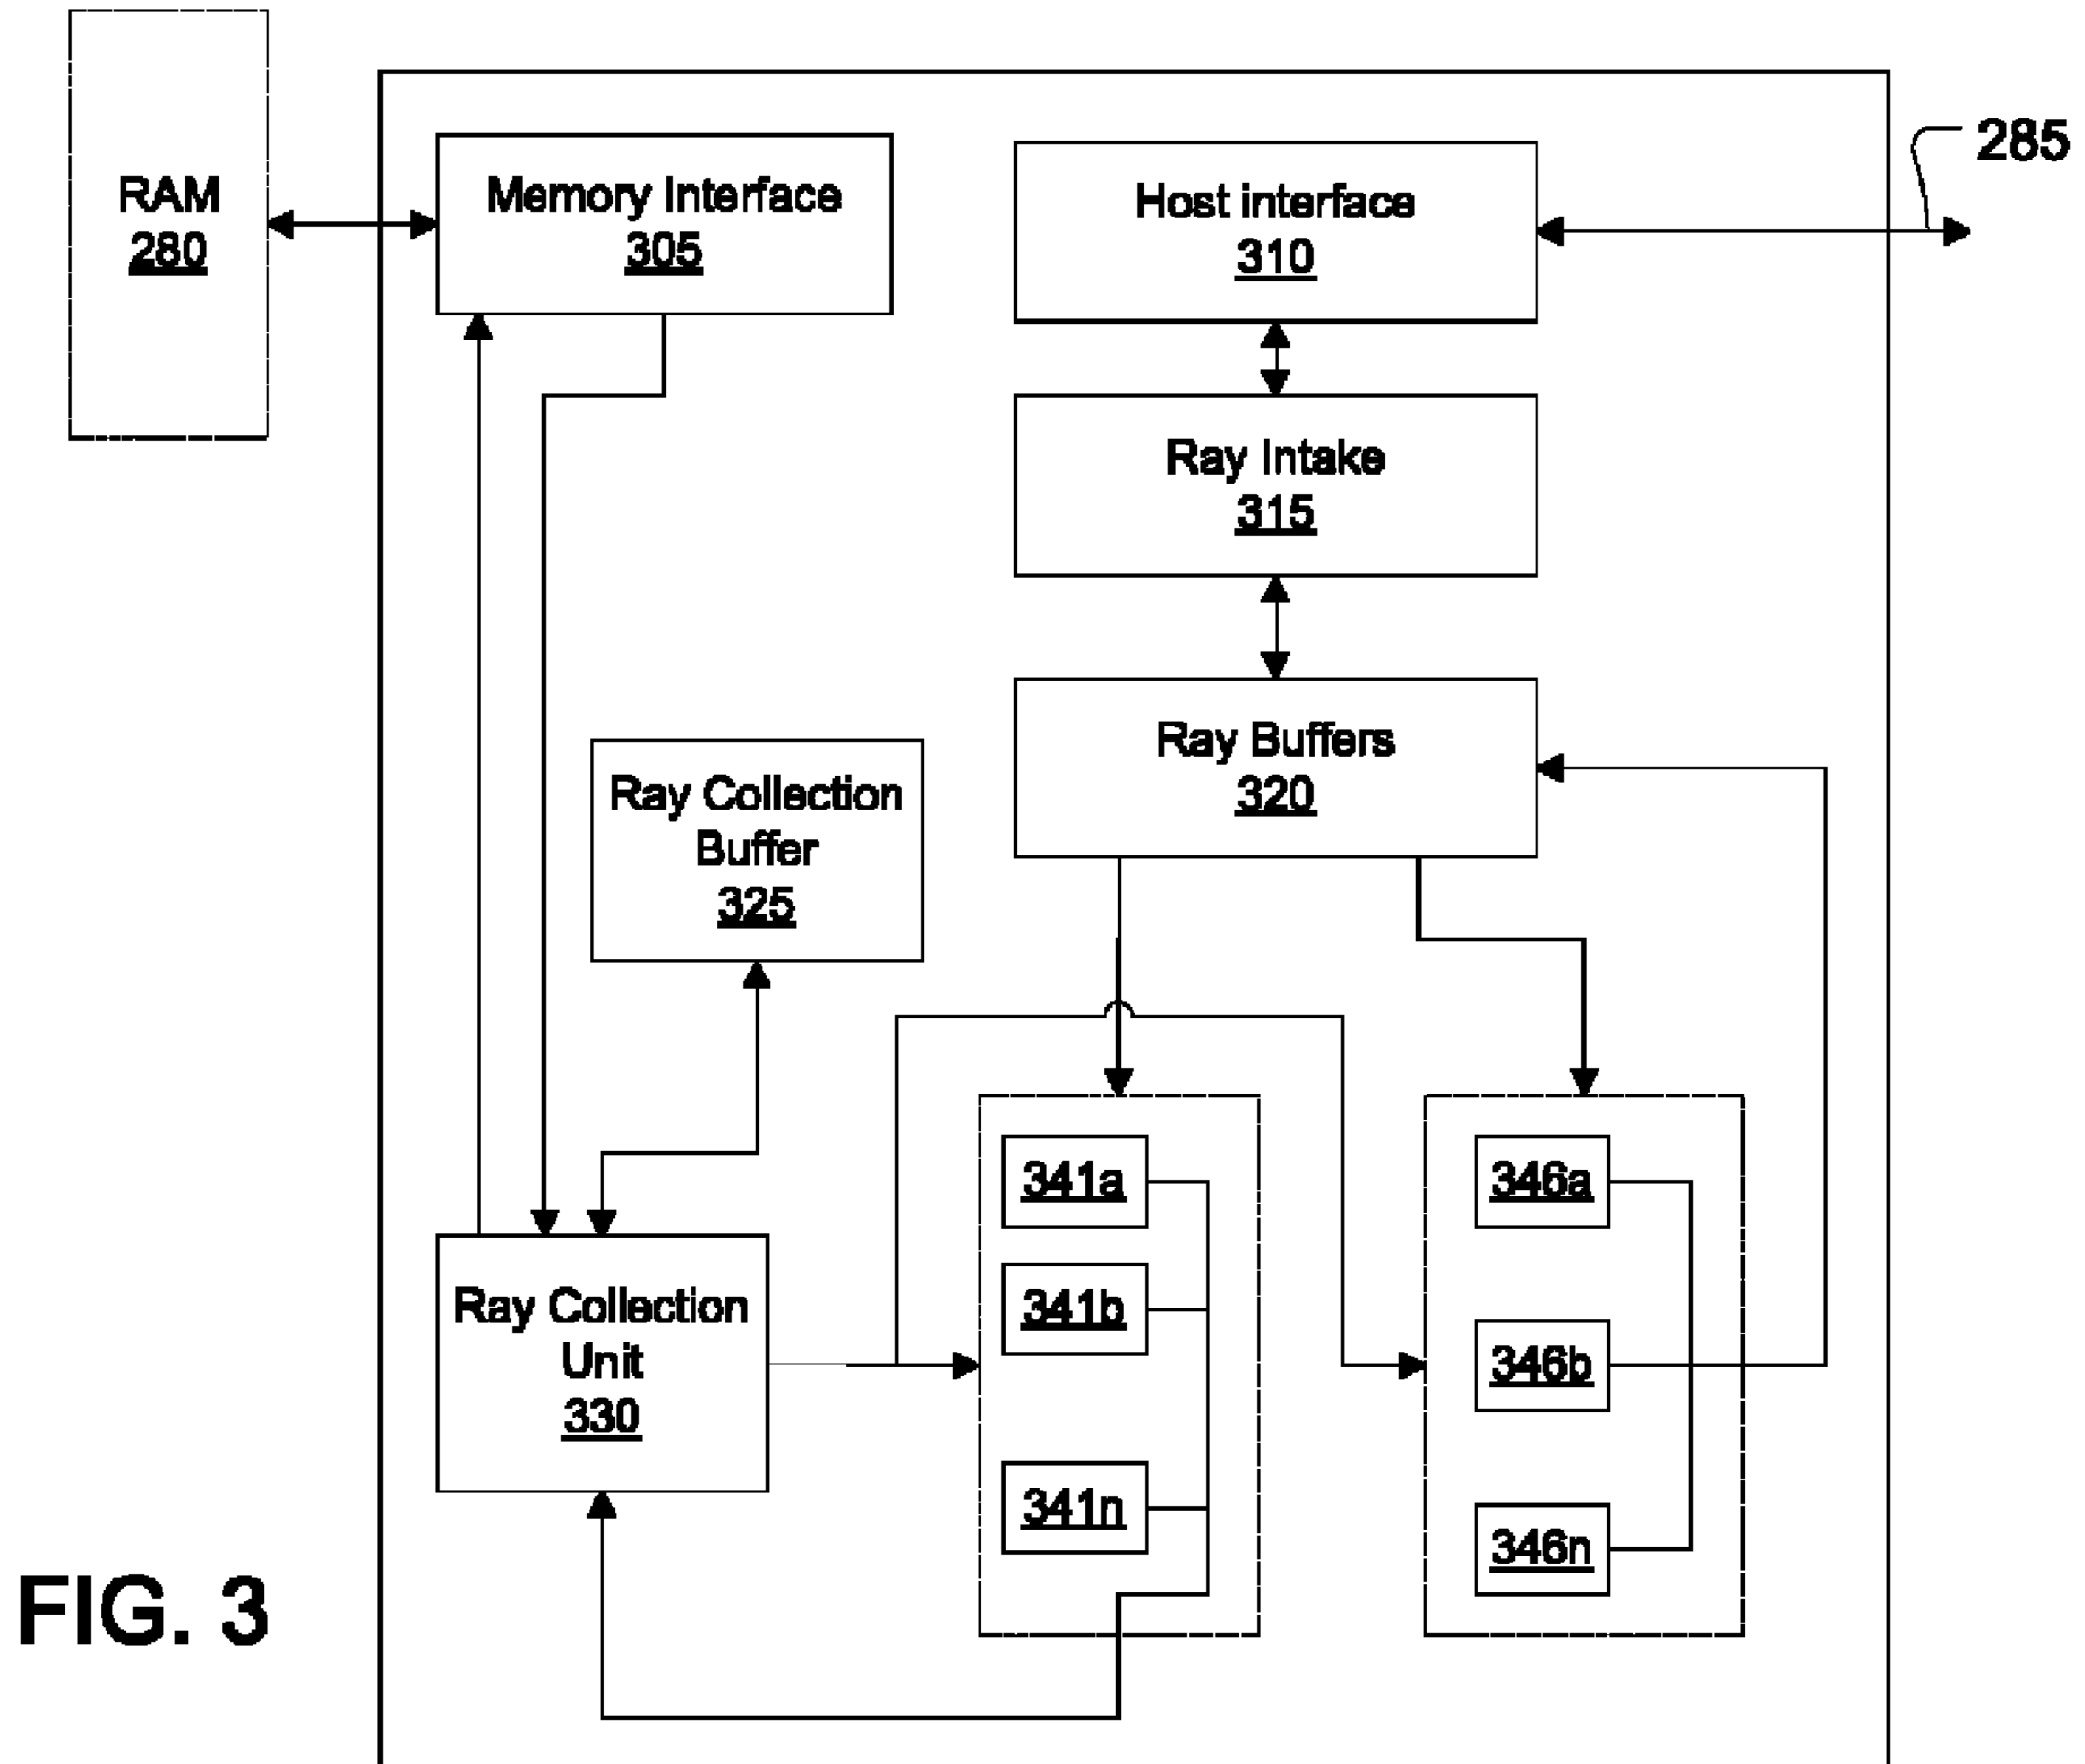 RAM
280
Memory Interface
305
Host interface
310
285
Ray Intake
315
Ray Buffers
320
Ray Collection
Buffer
325
Ray Collection
Unit
330
341a
341b
341n
346a
346b
346n
FIG. 3